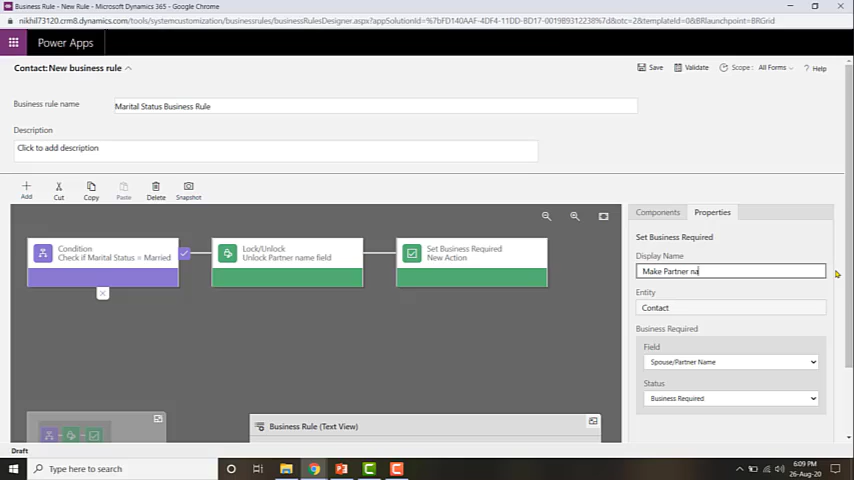 Business Rule - New Rule - Microsoft Dynamics 365 - Google Chrome
nikhil73120.crm8.dynamics.com/tools/systemcustomization/businessrules/businessRulesDesigner.aspx?appSolutionId=%7bFD140AAF-4DF4-11DD-BD17-0019B9312238%7d&otc=2&templateId=0&BRlaunchpoint=BRGrid
Power Apps
Contact:New business rule
Save
Validate
Scope :
All Forms
? Help
Business rule name
Marital Status Business Rule
Description
Click to add description
Add
Cut
Copy
Paste
Delete
Snapshot
Condition
Check if Marital Status = Married
Lock/Unlock
Unlock Partner name field
Set Business Required
New Action
Components
Properties
Set Business Required
Display Name
Make Partner na
Entity
Contact
Business Required
Field
Spouse/Partner Name
Status
Business Required
Business Rule (Text View)
Draft
Type here to search
6:09 PM
26-Aug-20